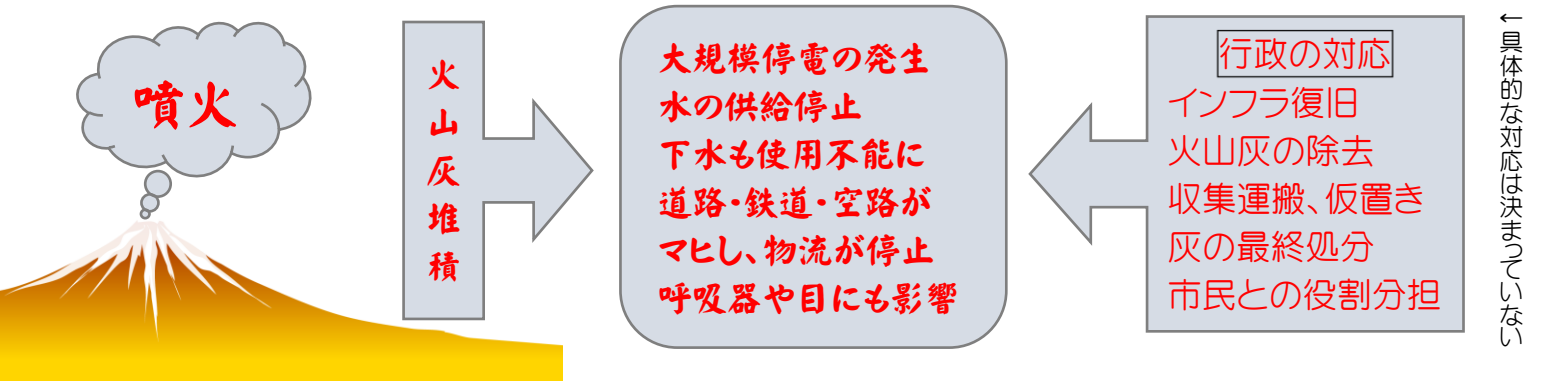 噴火
火山灰堆積
大規模停電の発生
水の供給停止
下水も使用不能に
道路・鉄道・空路が
マヒし、物流が停止
呼吸器や目にも影響
行政の対応
インフラ復旧
火山灰の除去
収集運搬、仮置き
灰の最終処分
市民との役割分担
←具体的な対応は決まっていない